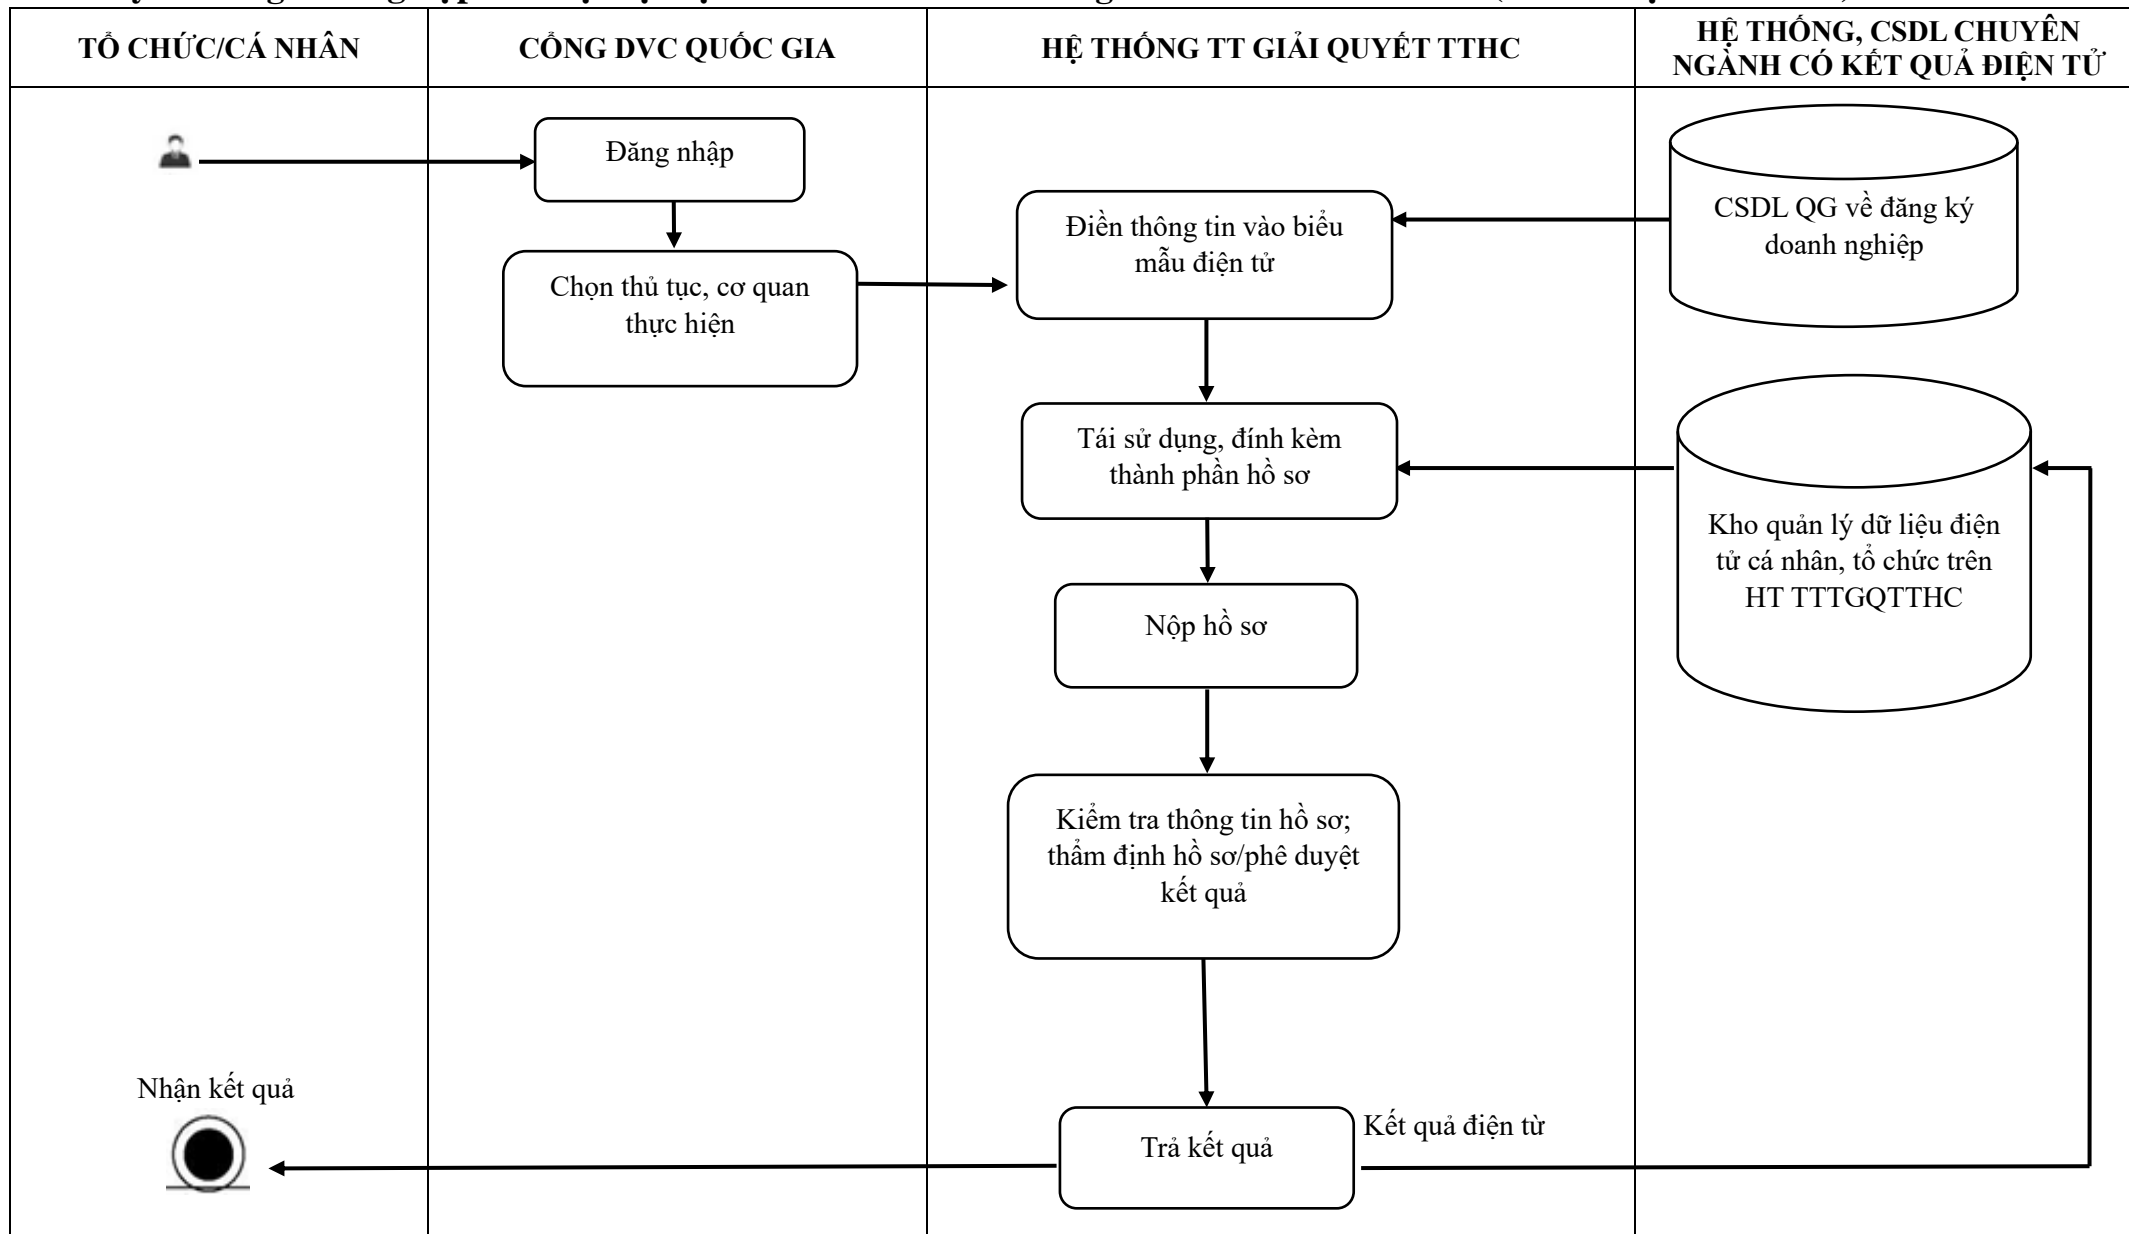 TỔ CHỨC/CÁ NHÂN
CỔNG DVC QUỐC GIA
HỆ THỐNG TT GIẢI QUYẾT TTHC
HỆ THỐNG, CSDL CHUYÊN
NGÀNH CÓ KẾT QUẢ ĐIỆN TỬ
Đăng nhập
Chọn thủ tục, cơ quan
thực hiện
Điền thông tin vào biểu
mẫu điện tử
CSDL QG về đăng ký
doanh nghiệp
Tái sử dụng, đính kèm
thành phần hồ sơ
Kho quản lý dữ liệu điện
tử cá nhân, tổ chức trên
HT TTTGQTTHC
Nộp hồ sơ
Kiểm tra thông tin hồ sơ;
thẩm định hồ sơ/phê duyệt
kết quả
Nhận kết quả
Trả kết quả
Kết quả điện từ